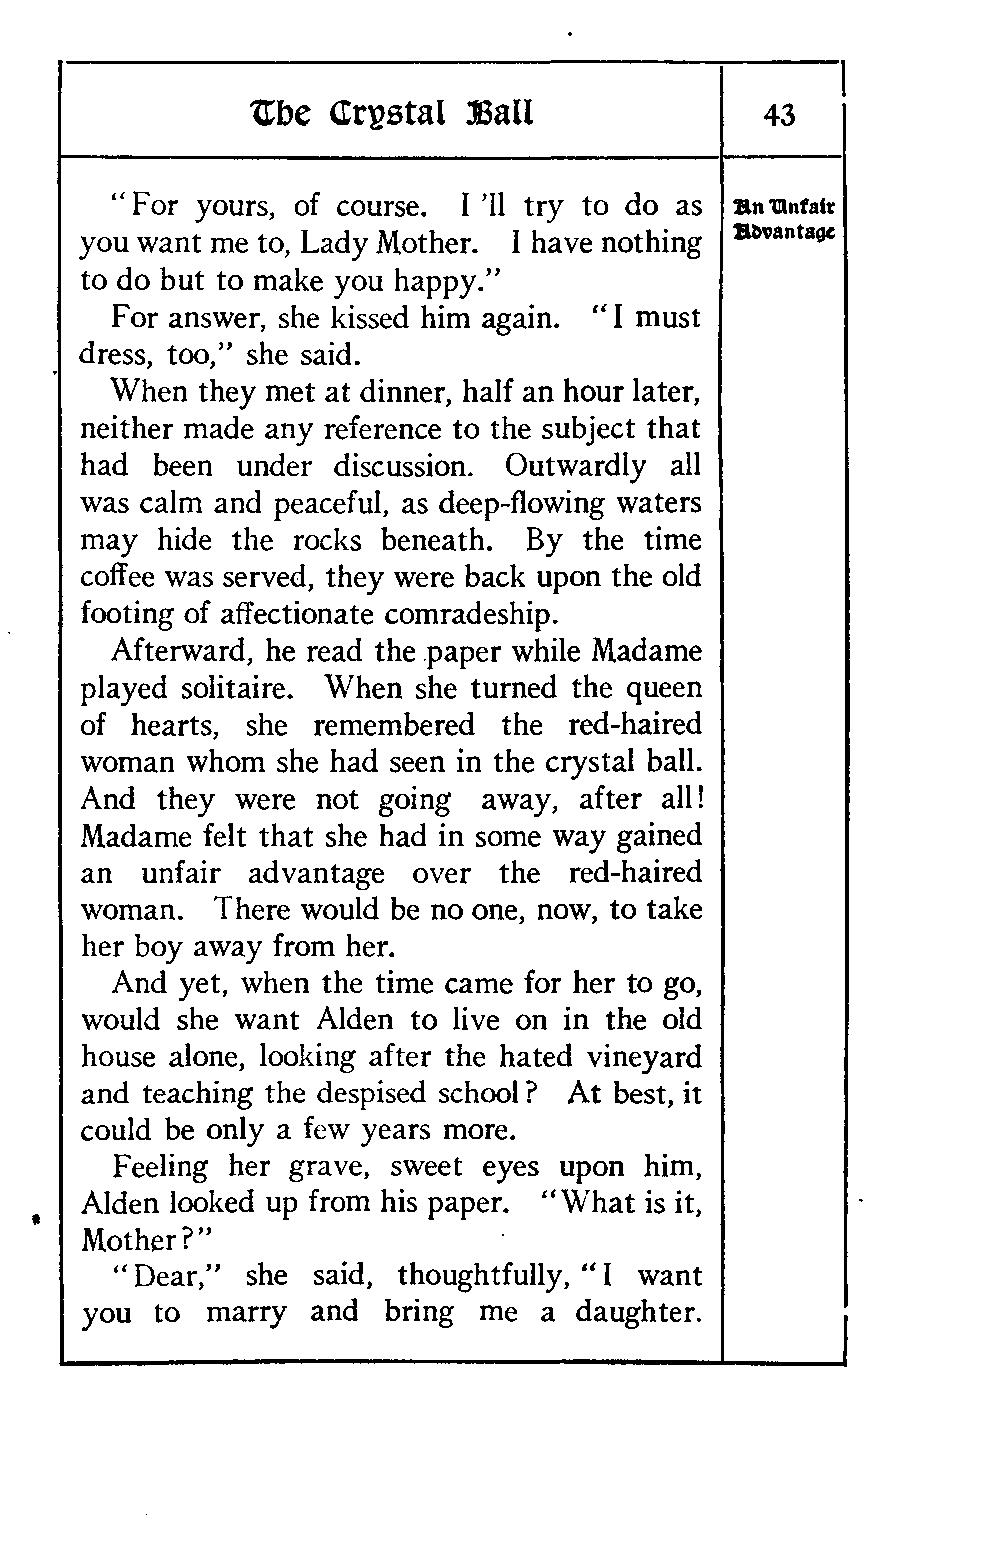 The Crystal Ball
43
An Unfair
Advantage
"For yours, of course. I 'll try to do as
you want me to, Lady Mother. I have nothing
to do but to make you happy."
For answer, she kissed him again. "I must
dress, too," she said.
When they met at dinner, half an hour later,
neither made any reference to the subject that
had been under discussion. Outwardly all
was calm and peaceful, as deep-flowing waters
may hide the rocks beneath. By the time
coffee was served, they were back upon the old
footing of affectionate comradeship.
Afterward, he read the paper while Madame
played solitaire. When she turned the queen
of hearts, she remembered the red-haired
woman whom she had seen in the crystal ball.
And they were not going away, after all!
Madame felt that she had in some way gained
an unfair advantage over the red-haired
woman. There would be no one, now, to take
her boy away from her.
And yet, when the time came for her to go,
would she want Alden to live on in the old
house alone, looking after the hated vineyard
and teaching the despised school? At best, it
could be only a few years more.
Feeling her grave, sweet eyes upon him,
Alden looked up from his paper. "What is it,
Mother?"
"Dear," she said, thoughtfully, "I want
you to marry and bring me a daughter.